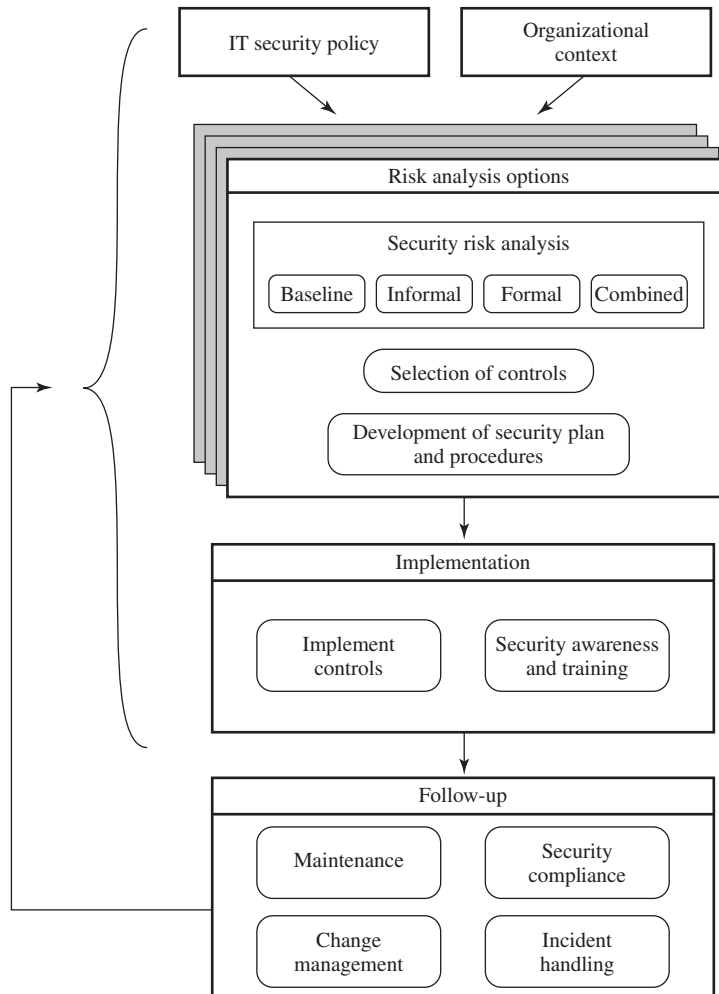 IT security policy
Organizational
context
Risk analysis options
Security risk analysis
Baseline
Informal
Formal
Combined
Selection of controls
Development of security plan
and procedures
Implementation
Implement
controls
Security awareness
and training
Follow-up
Maintenance
Security
compliance
Change
management
Incident
handling